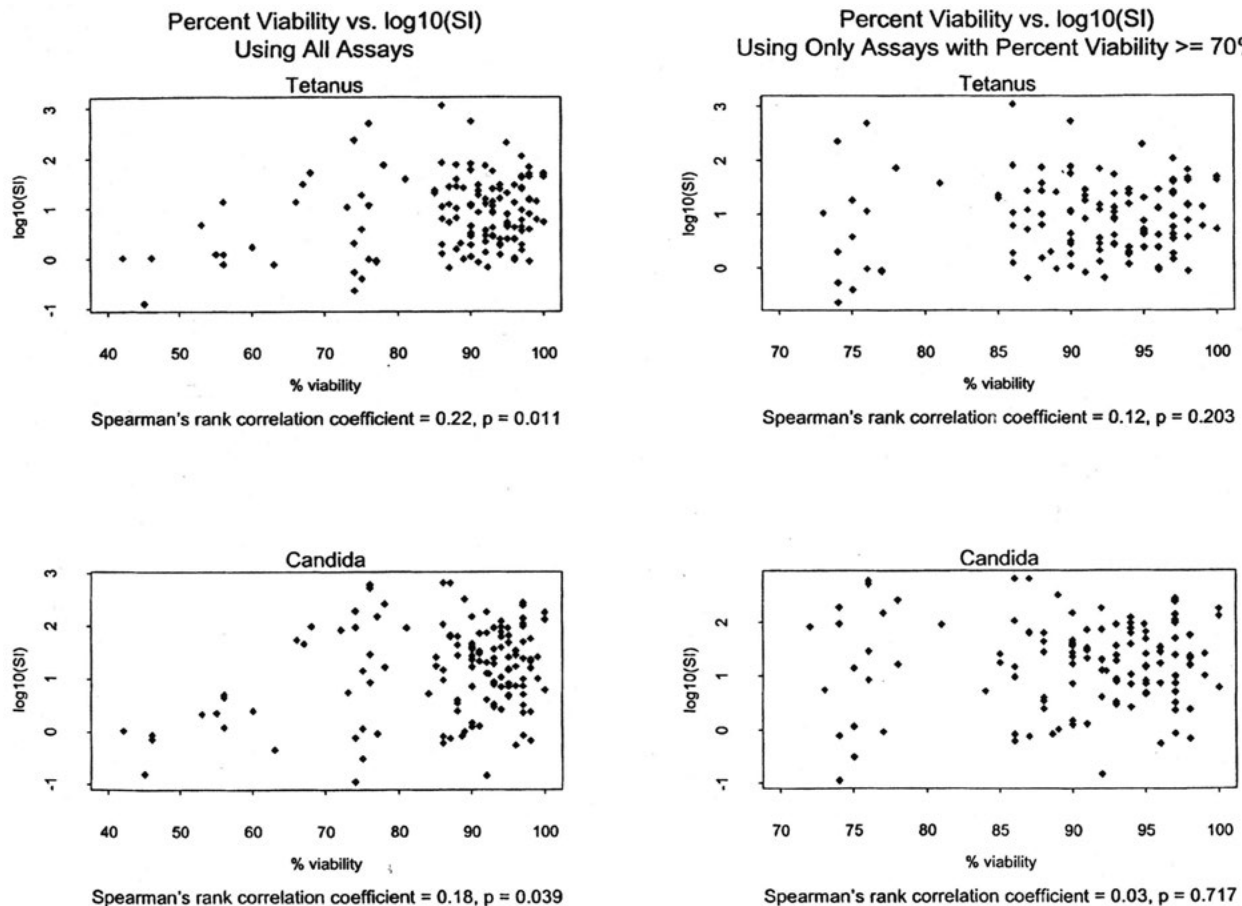 Percent Viability vs. log10(SI)
Using All Assays
Tetanus
3
2
1
0
-1
log10(SI)
40 50 60 70 80 90 100
% viability
Spearman's rank correlation coefficient = 0.22, p = 0.011
Percent Viability vs. log10(SI)
Using Only Assays with Percent Viability >= 70%
Tetanus
3
2
1
0
log10(SI)
70 75 80 85 90 95 100
% viability
Spearman's rank correlation coefficient = 0.12, p = 0.203
Candida
3
2
1
0
-1
log10(SI)
40 50 60 70 80 90 100
% viability
Spearman's rank correlation coefficient = 0.18, p = 0.039
Candida
3
2
1
0
-1
log10(SI)
70 75 80 85 90 95 100
% viability
Spearman's rank correlation coefficient = 0.03, p = 0.717